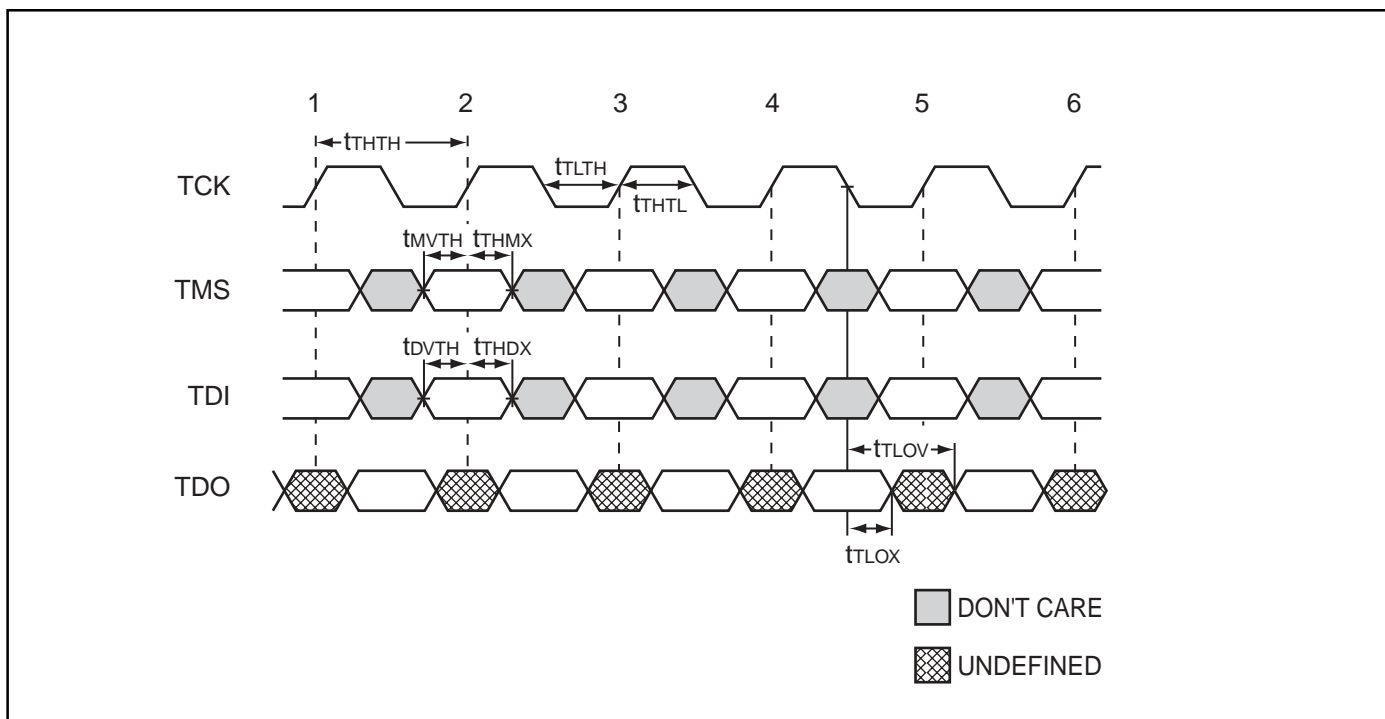 1 2 3 4 5 6
tTHTH
TCK
tTLTH
tTHTL
tMVTH tTHMX
TMS
tDVTH tTHDX
TDI
tTLOV
TDO
tTLOX
DON'T CARE
UNDEFINED